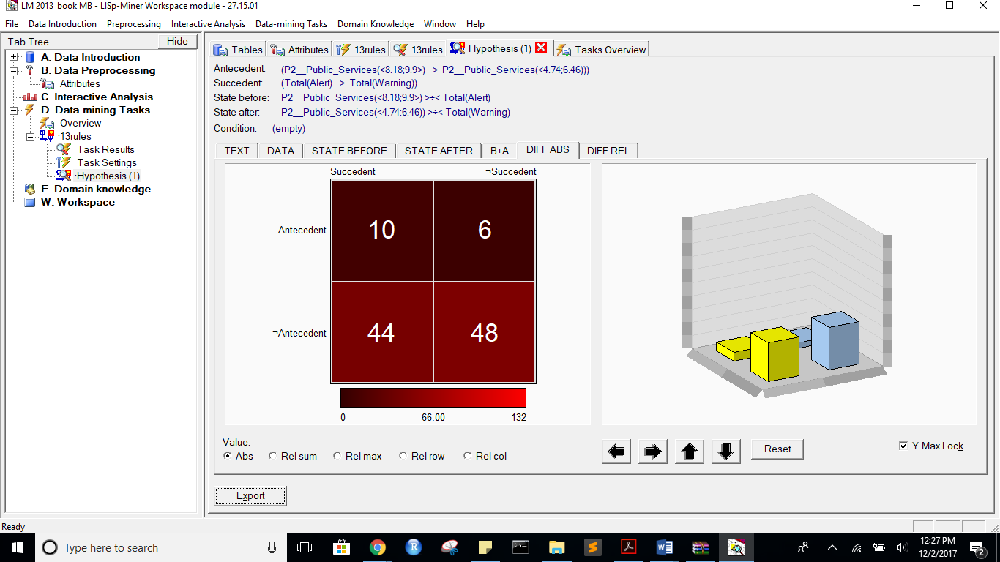 LM 2013_book MB - LISp-Miner Workspace module - 27.15.01
File Data Introduction Preprocessing Interactive Analysis Data-mining Tasks Domain Knowledge Window Help
Tab Tree Hide
A. Data Introduction
B. Data Preprocessing
Attributes
C. Interactive Analysis
D. Data-mining Tasks
Overview
·13rules
Task Results
Task Settings
·Hypothesis (1)
E. Domain knowledge
W. Workspace
Tables Attributes 13rules 13rules Hypothesis (1) Tasks Overview
Antecedent: (P2__Public_Services(<8.18;9.9>) -> P2__Public_Services(<4.74;6.46)))
Succedent: (Total(Alert) -> Total(Warning))
State before: P2__Public_Services(<8.18;9.9>) >÷< Total(Alert)
State after: P2__Public_Services(<4.74;6.46)) >÷< Total(Warning)
Condition: (empty)
TEXT DATA STATE BEFORE STATE AFTER B+A DIFF ABS DIFF REL
Succedent ¬Succedent
Antecedent 10 6
¬Antecedent 44 48
0 66.00 132
Value:
Abs Rel sum Rel max Rel row Rel col
Reset
Y-Max Lock
Export
Ready
Type here to search
12:27 PM
12/2/2017
2